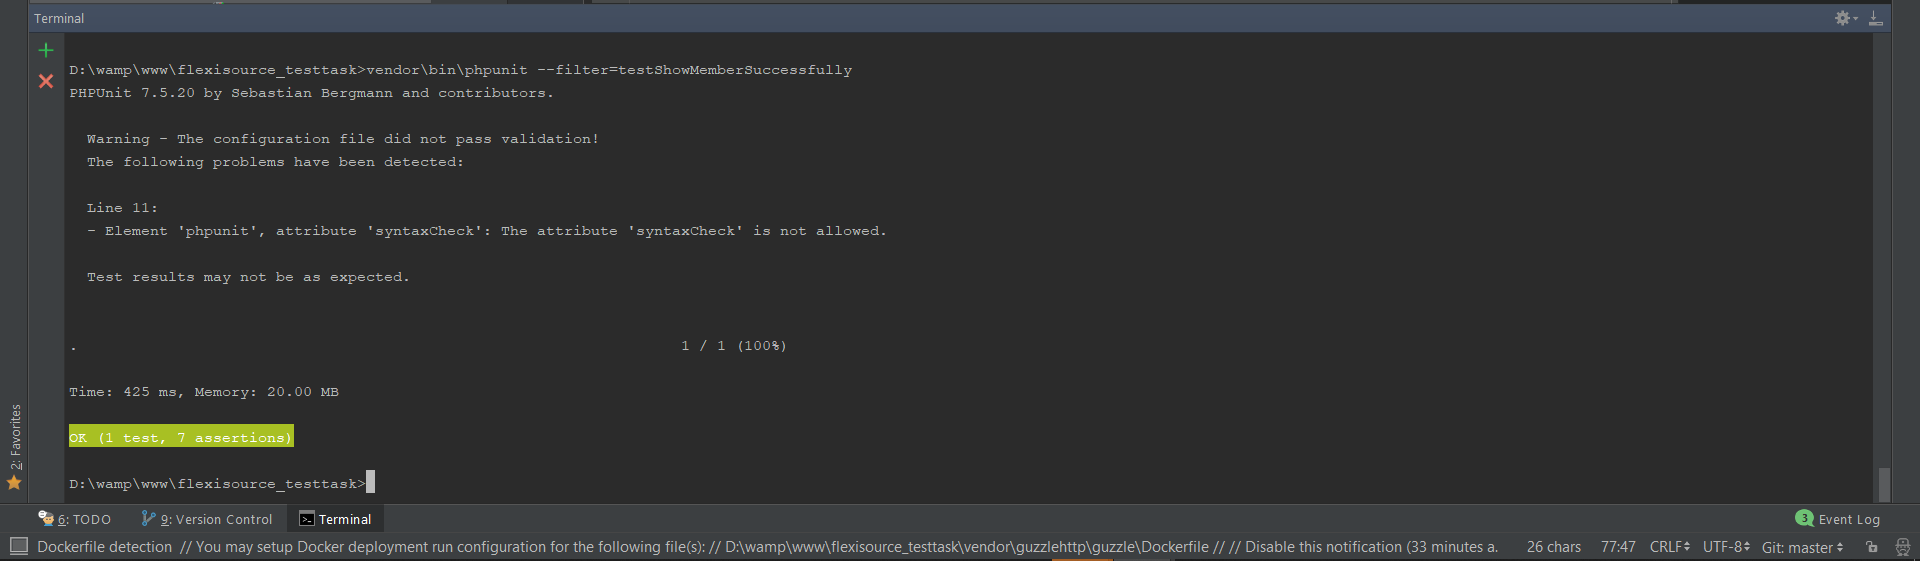 Terminal
D:\wamp\www\flexisource_testtask>vendor\bin\phpunit --filter=testShowMemberSuccessfully
PHPUnit 7.5.20 by Sebastian Bergmann and contributors.
Warning - The configuration file did not pass validation!
The following problems have been detected:
Line 11:
- Element 'phpunit', attribute 'syntaxCheck': The attribute 'syntaxCheck' is not allowed.
Test results may not be as expected.
. 1 / 1 (100%)
Time: 425 ms, Memory: 20.00 MB
OK (1 test, 7 assertions)
D:\wamp\www\flexisource_testtask>
2: Favorites
6: TODO 9: Version Control Terminal 3 Event Log
Dockerfile detection // You may setup Docker deployment run configuration for the following file(s): // D:\wamp\www\flexisource_testtask\vendor\guzzlehttp\guzzle\Dockerfile // // Disable this notification (33 minutes a. 26 chars 77:47 CRLF UTF-8 Git: master